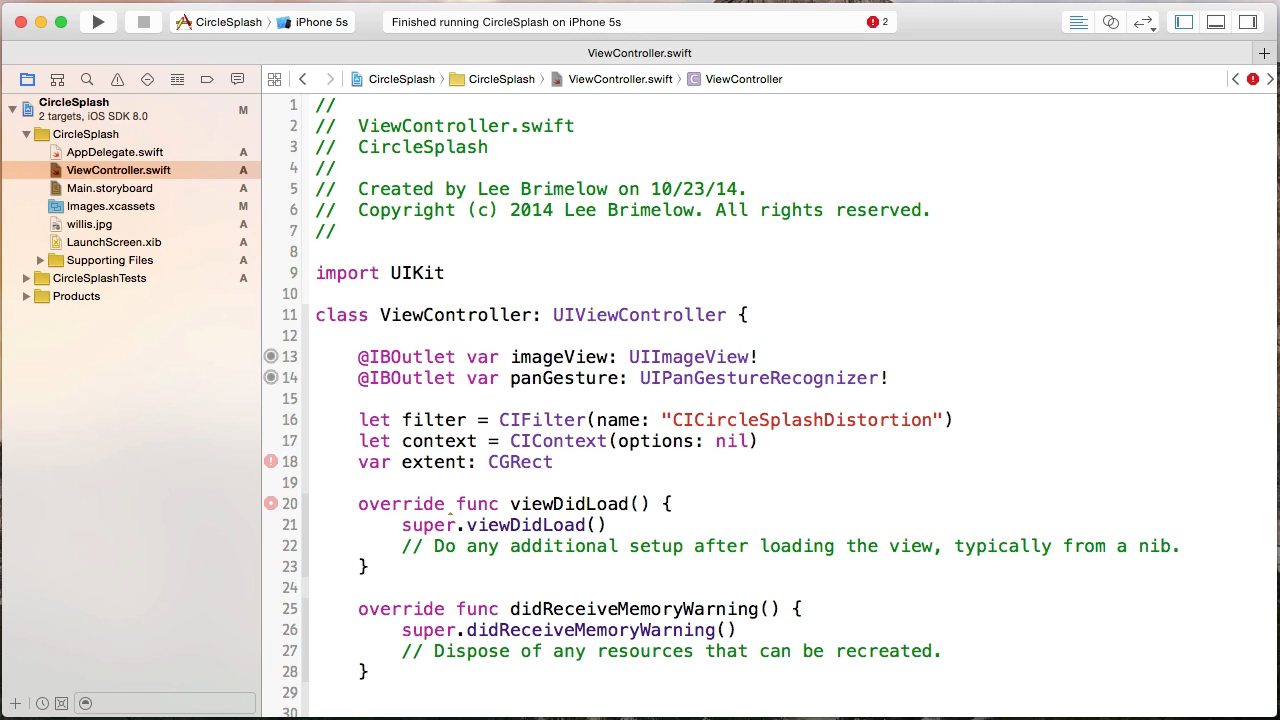 CircleSplash
iPhone 5s
Finished running CircleSplash on iPhone 5s
2
ViewController.swift
CircleSplash
CircleSplash
ViewController.swift
C
ViewController
CircleSplash
2 targets, iOS SDK 8.0
M
CircleSplash
AppDelegate.swift
A
ViewController.swift
A
Main.storyboard
A
Images.xcassets
M
willis.jpg
A
LaunchScreen.xib
A
Supporting Files
A
CircleSplashTests
A
Products
1 //
2 // ViewController.swift
3 // CircleSplash
4 //
5 // Created by Lee Brimelow on 10/23/14.
6 // Copyright (c) 2014 Lee Brimelow. All rights reserved.
7 //
8
9 import UIKit
10
11 class ViewController: UIViewController {
12
13 @IBOutlet var imageView: UIImageView!
14 @IBOutlet var panGesture: UIPanGestureRecognizer!
15
16 let filter = CIFilter(name: "CICircleSplashDistortion")
17 let context = CIContext(options: nil)
18 var extent: CGRect
19
20 override func viewDidLoad() {
21 super.viewDidLoad()
22 // Do any additional setup after loading the view, typically from a nib.
23 }
24
25 override func didReceiveMemoryWarning() {
26 super.didReceiveMemoryWarning()
27 // Dispose of any resources that can be recreated.
28 }
29
30